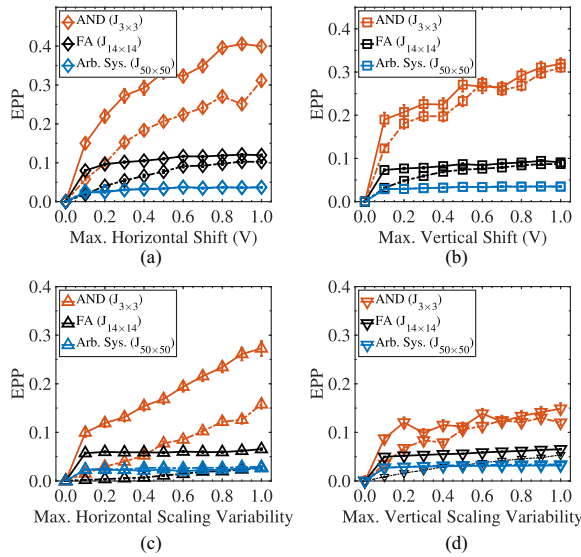 AND (J3×3)
FA (J14×14)
Arb. Sys. (J50×50)
EPP
0.4
0.3
0.2
0.1
0.0
0.0 0.2 0.4 0.6 0.8 1.0
Max. Horizontal Shift (V)
(a)
AND (J3×3)
FA (J14×14)
Arb. Sys. (J50×50)
EPP
0.4
0.3
0.2
0.1
0.0
0.0 0.2 0.4 0.6 0.8 1.0
Max. Vertical Shift (V)
(b)
AND (J3×3)
FA (J14×14)
Arb. Sys. (J50×50)
EPP
0.4
0.3
0.2
0.1
0.0
0.0 0.2 0.4 0.6 0.8 1.0
Max. Horizontal Scaling Variability
(c)
AND (J3×3)
FA (J14×14)
Arb. Sys. (J50×50)
EPP
0.4
0.3
0.2
0.1
0.0
0.0 0.2 0.4 0.6 0.8 1.0
Max. Vertical Scaling Variability
(d)